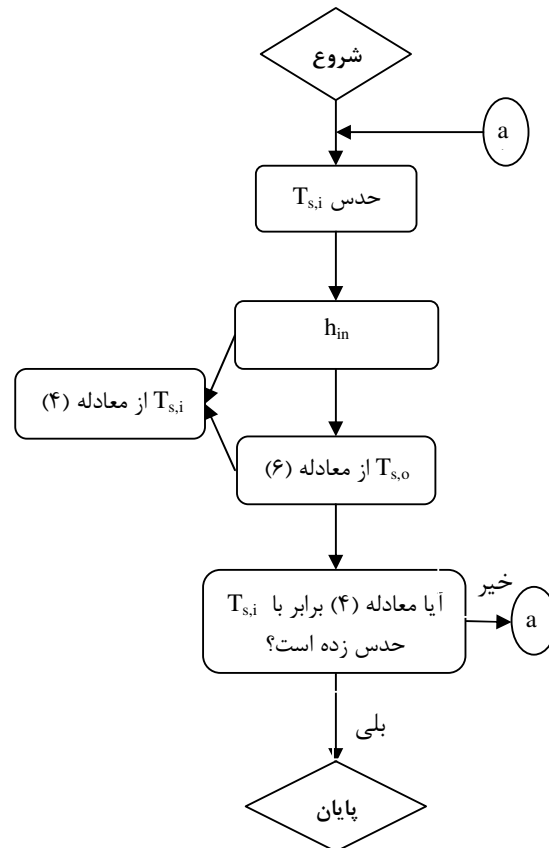 شروع
a
حدس T_{s,i}
h_{in}
T_{s,i} از معادله (۴)
T_{s,o} از معادله (۶)
آیا معادله (۴) برابر با T_{s,i}
حدس زده است؟
خیر
a
بلی
پایان